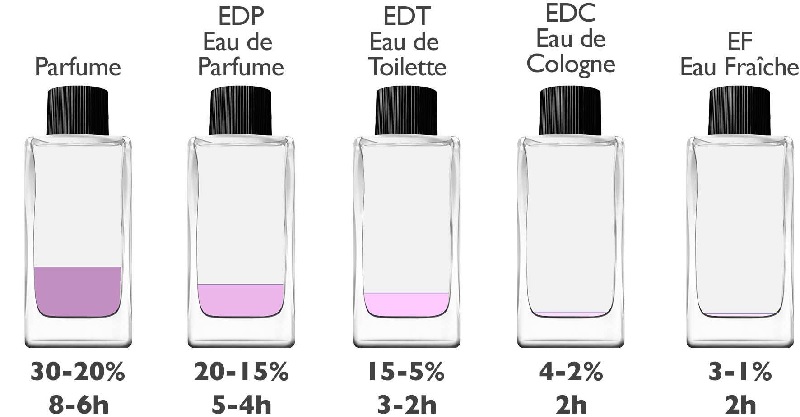 Parfume
EDP
Eau de
Parfume
EDT
Eau de
Toilette
EDC
Eau de
Cologne
EF
Eau Fraîche
30-20%
20-15%
15-5%
4-2%
3-1%
8-6h
5-4h
3-2h
2h
2h